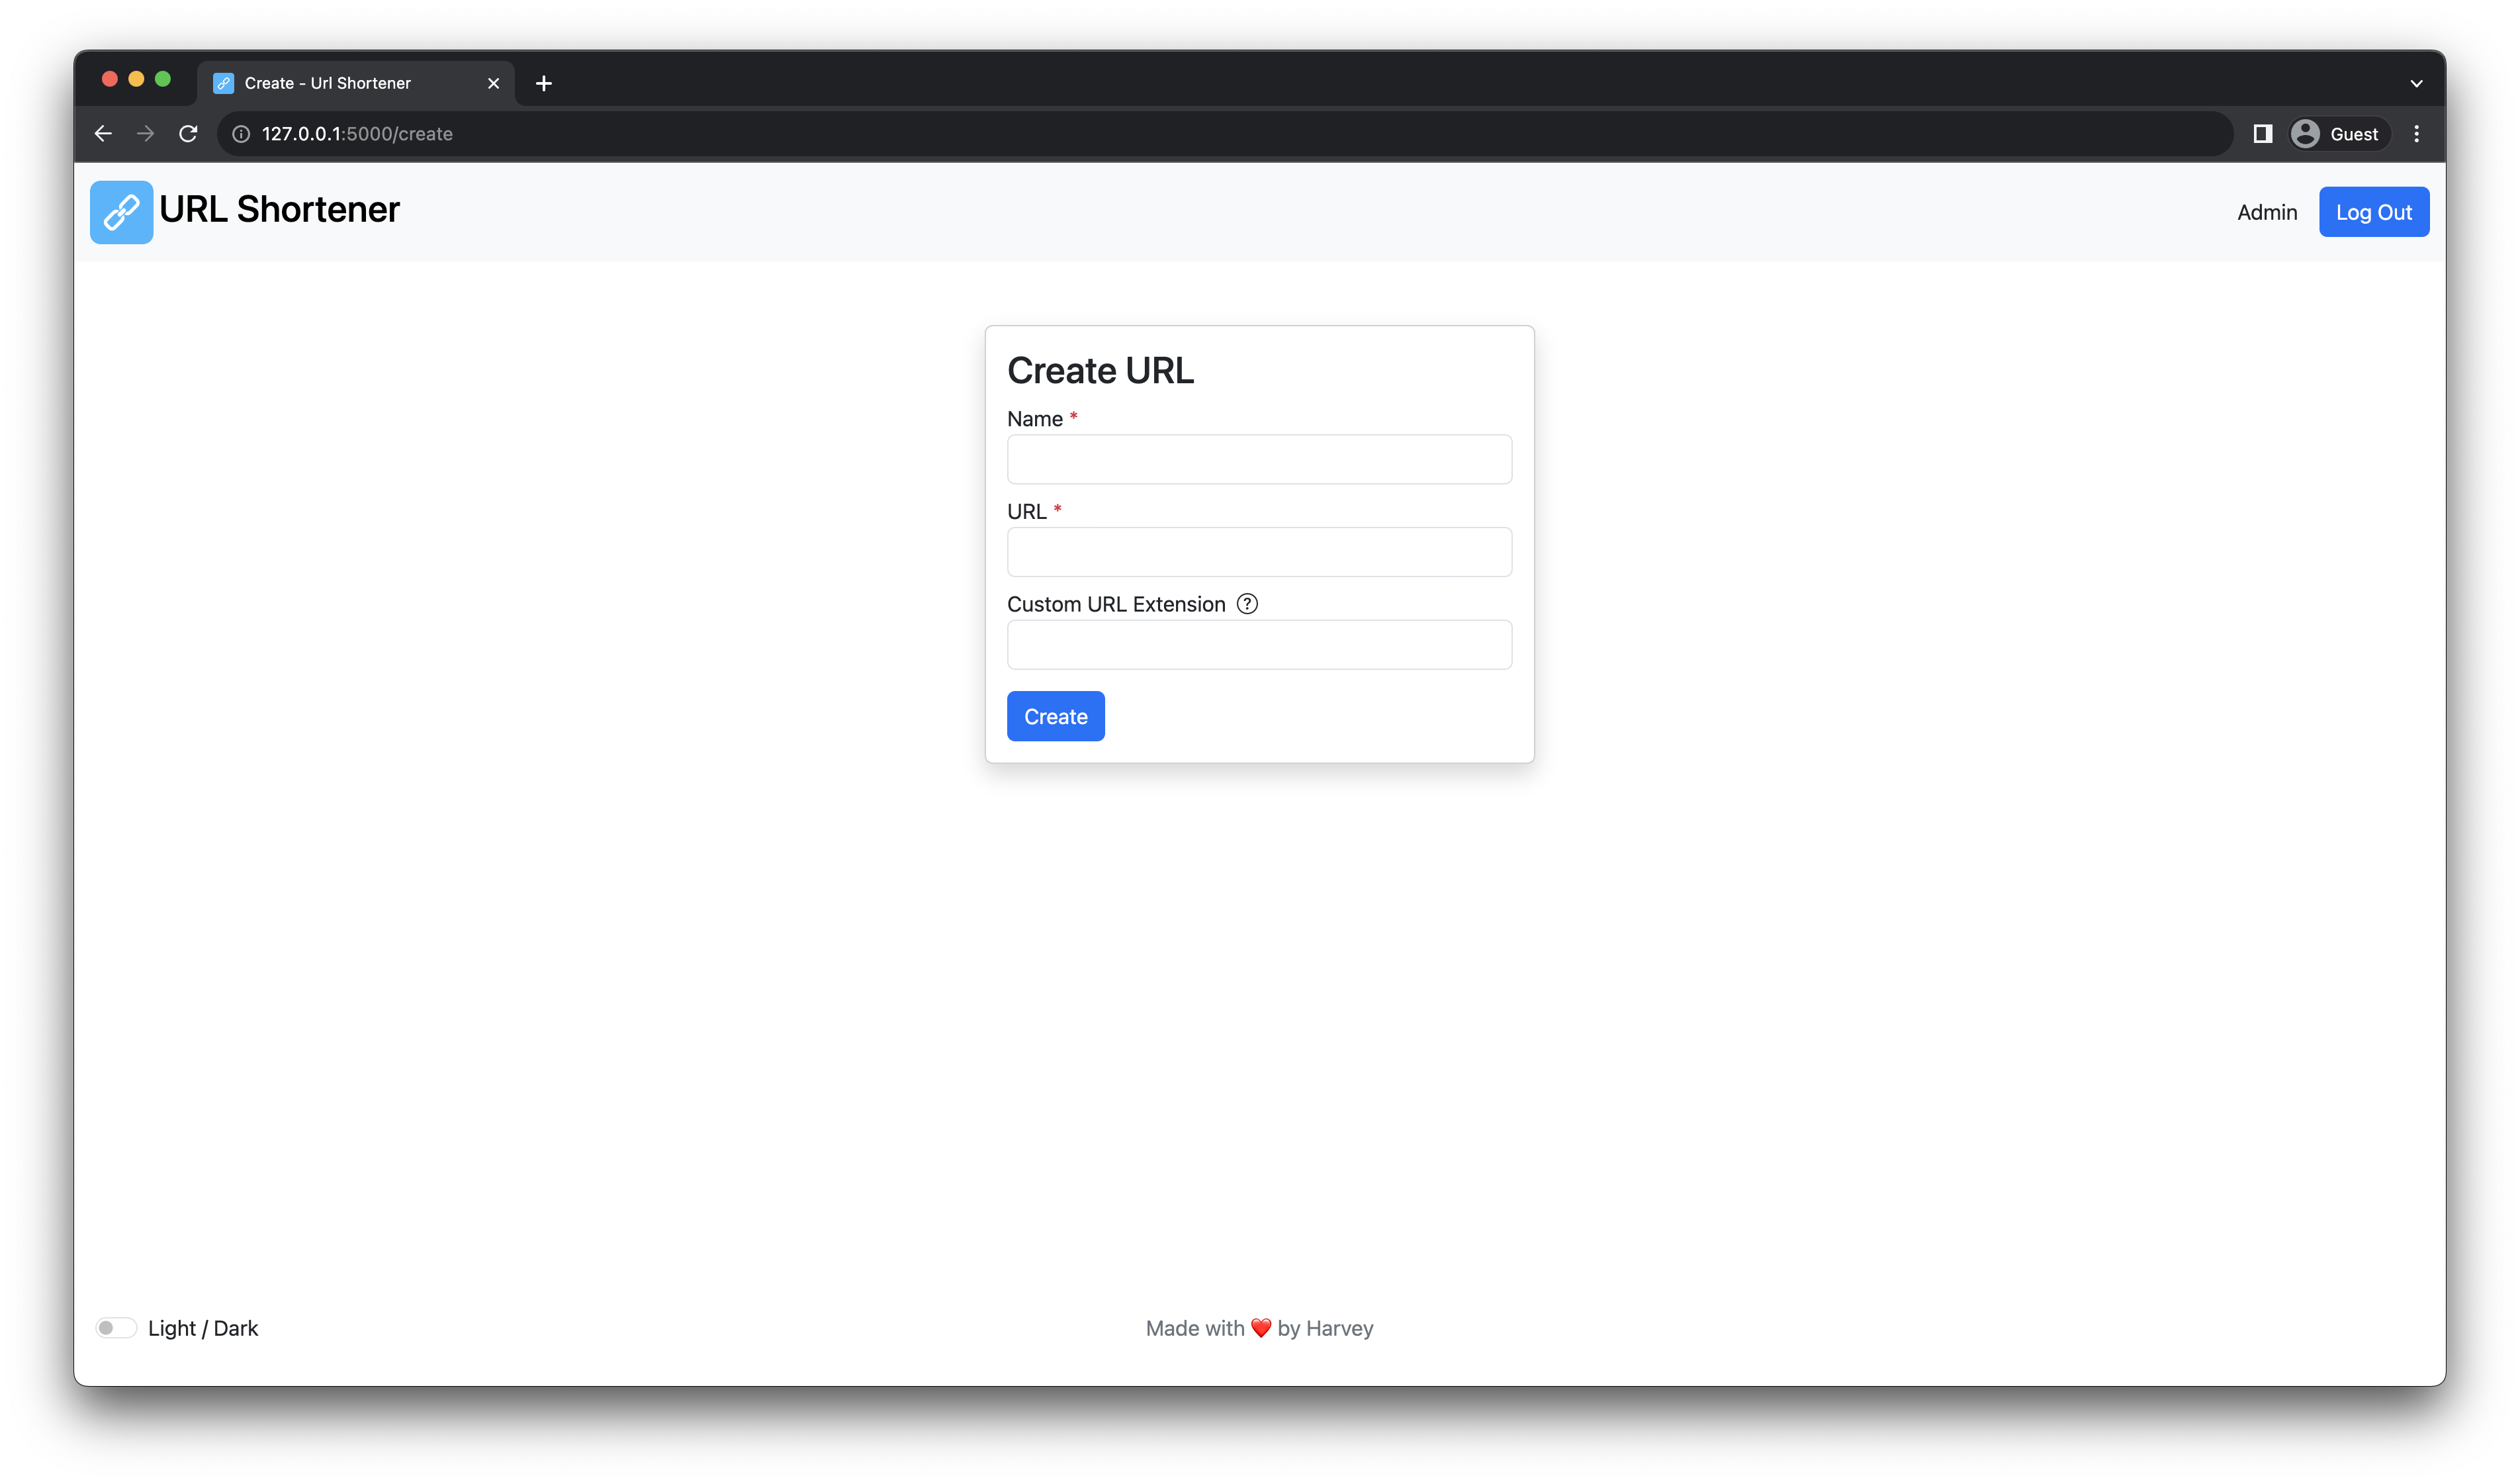 Create - Url Shortener
127.0.0.1:5000/create
Guest
URL Shortener
Admin
Log Out
Create URL
Name *
URL *
Custom URL Extension ?
Create
Light / Dark
Made with ❤️ by Harvey